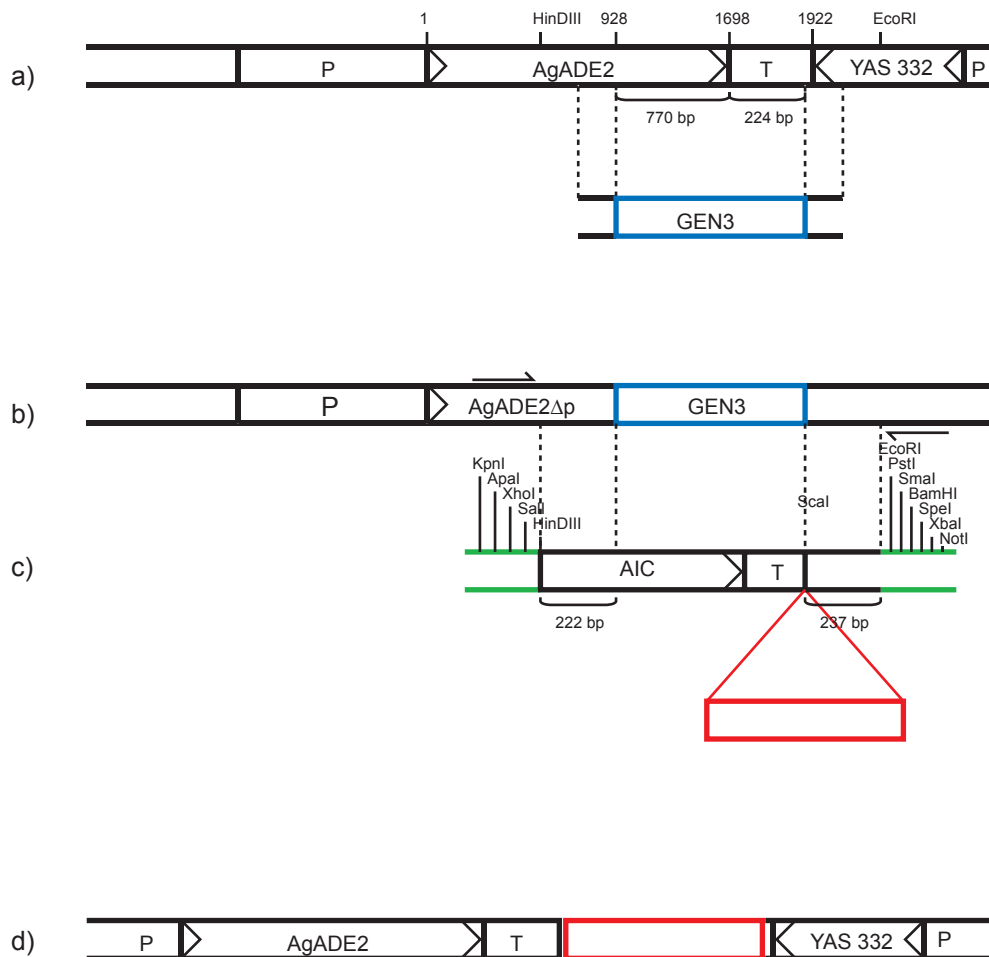 1 HinDIII 928 1698 1922 EcoRI
a) P AgADE2 T YAS 332 P
770 bp 224 bp
GEN3
b) P AgADE2Δp GEN3
KpnI
ApaI
XhoI
SalI
HinDIII
ScaI
EcoRI
PstI
SmaI
BamHI
SpeI
XbaI
NotI
c) AIC T
222 bp 237 bp
d) P AgADE2 T YAS 332 P